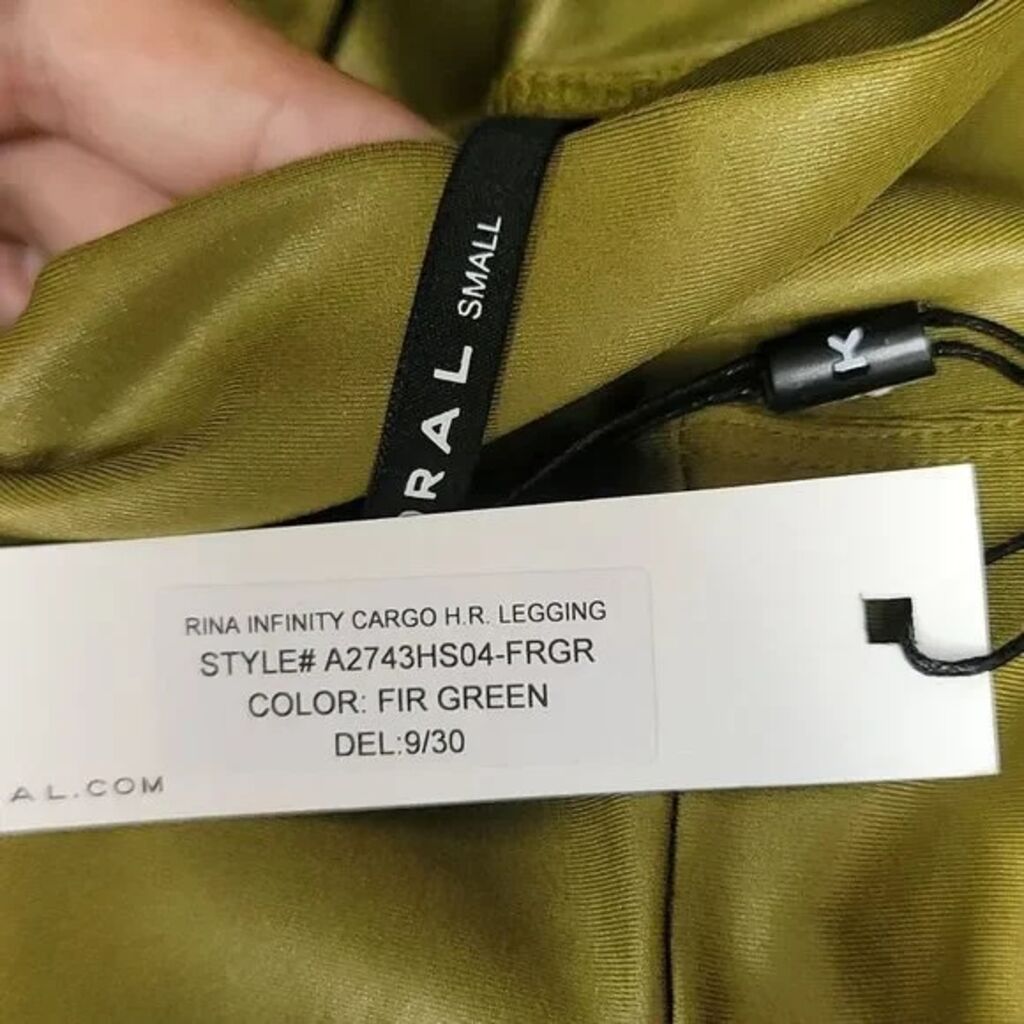 RAL SMALL
K
RINA INFINITY CARGO H.R. LEGGING
STYLE# A2743HS04-FRGR
COLOR: FIR GREEN
DEL:9/30
AL.COM